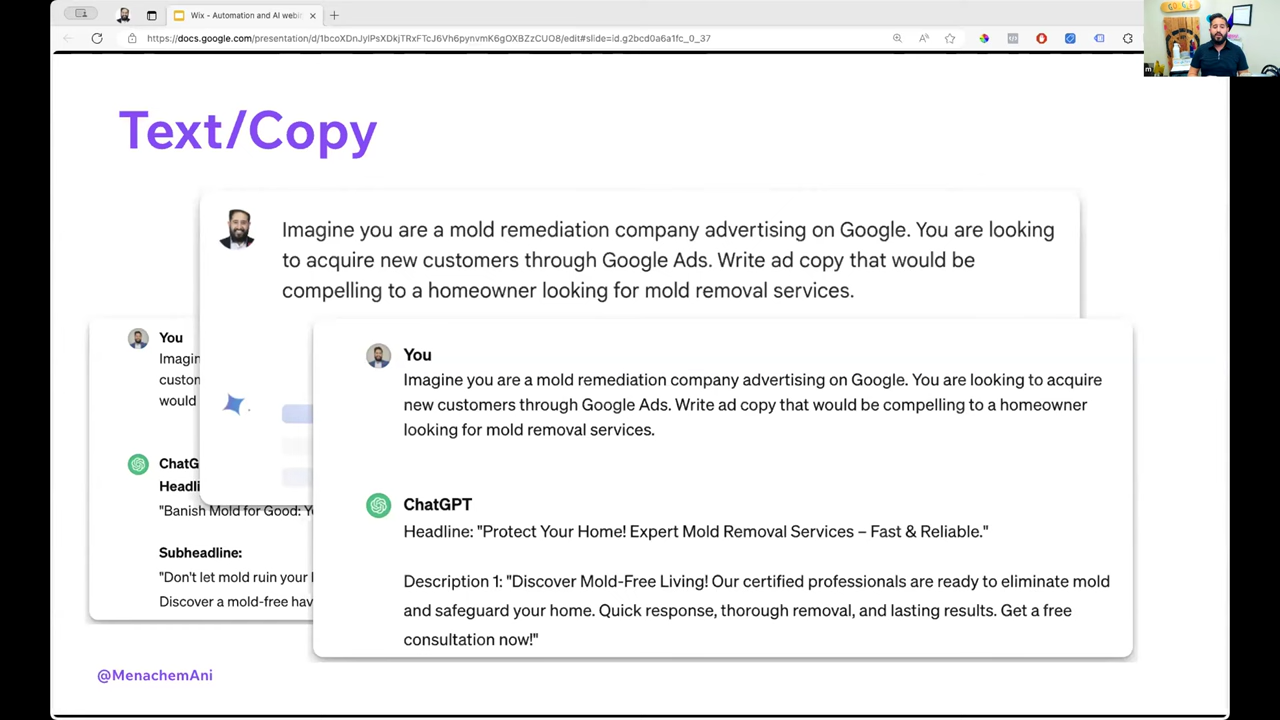 Wix - Automation and AI webin
https://docs.google.com/presentation/d/1bcoXDnJyIPsXDkjTRxFTcJ6Vh6pynvmK6gOXBZzCUO8/edit#slide=id.g2bcd0a6a1fc_0_37
Text/Copy
Imagine you are a mold remediation company advertising on Google. You are looking
to acquire new customers through Google Ads. Write ad copy that would be
compelling to a homeowner looking for mold removal services.
You
Imagin
custon
would
ChatG
Headli
"Banish Mold for Good: Yo
Subheadline:
"Don't let mold ruin your
Discover a mold-free hav
You
Imagine you are a mold remediation company advertising on Google. You are looking to acquire
new customers through Google Ads. Write ad copy that would be compelling to a homeowner
looking for mold removal services.
ChatGPT
Headline: "Protect Your Home! Expert Mold Removal Services – Fast & Reliable."
Description 1: "Discover Mold-Free Living! Our certified professionals are ready to eliminate mold
and safeguard your home. Quick response, thorough removal, and lasting results. Get a free
consultation now!"
@MenachemAni